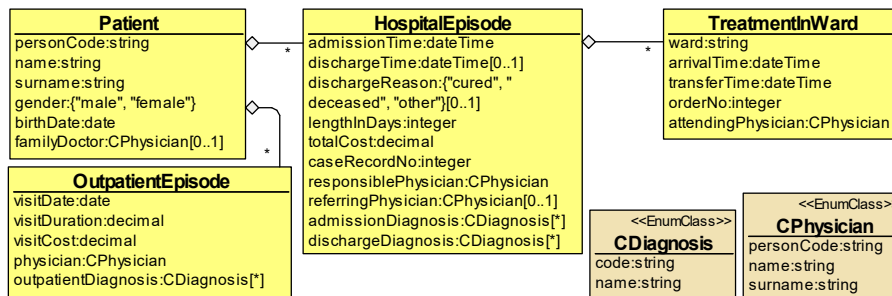 Patient
personCode:string
name:string
surname:string
gender:{"male", "female"}
birthDate:date
familyDoctor:CPhysician[0..1]
*
*
HospitalEpisode
admissionTime:dateTime
dischargeTime:dateTime[0..1]
dischargeReason:{"cured", "
deceased", "other"}[0..1]
lengthInDays:integer
totalCost:decimal
caseRecordNo:integer
responsiblePhysician:CPhysician
referringPhysician:CPhysician[0..1]
admissionDiagnosis:CDiagnosis[*]
dischargeDiagnosis:CDiagnosis[*]
*
TreatmentInWard
ward:string
arrivalTime:dateTime
transferTime:dateTime
orderNo:integer
attendingPhysician:CPhysician
OutpatientEpisode
visitDate:date
visitDuration:decimal
visitCost:decimal
physician:CPhysician
outpatientDiagnosis:CDiagnosis[*]
<<EnumClass>>
CDiagnosis
code:string
name:string
<<EnumClass>>
CPhysician
personCode:string
name:string
surname:string